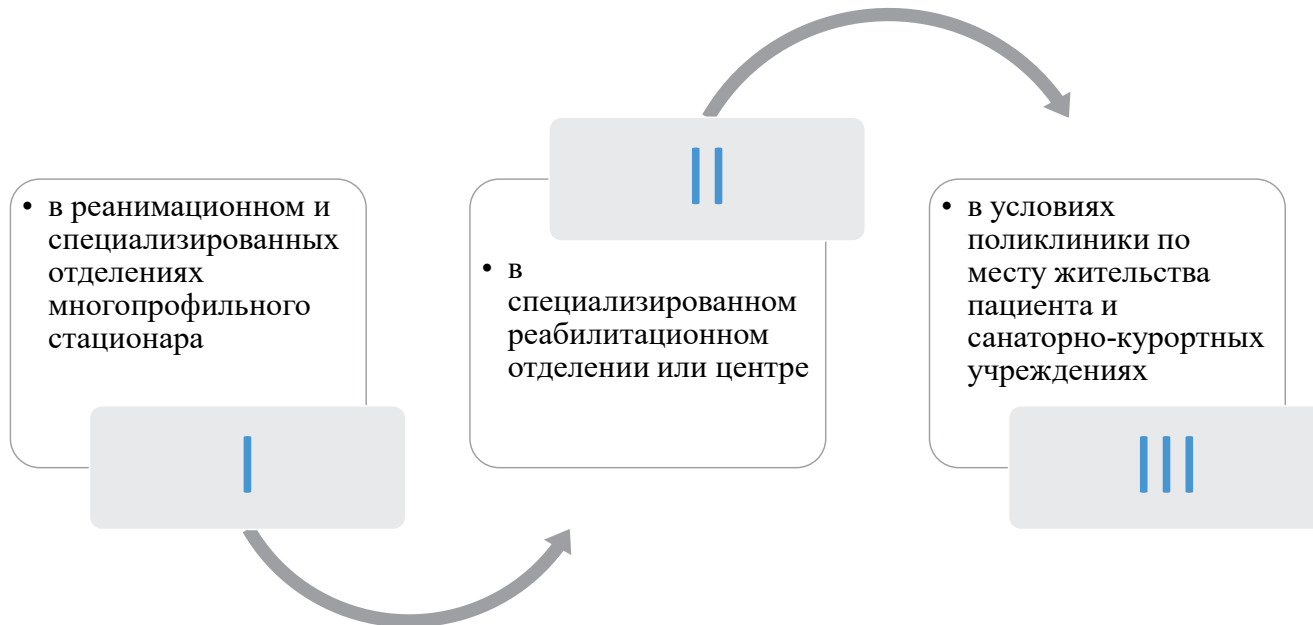 • в реанимационном и
специализированных
отделениях
многопрофильного
стационара
I
II
• в
специализированном
реабилитационном
отделении или центре
• в условиях
поликлиники по
месту жительства
пациента и
санаторно-курортных
учреждениях
III